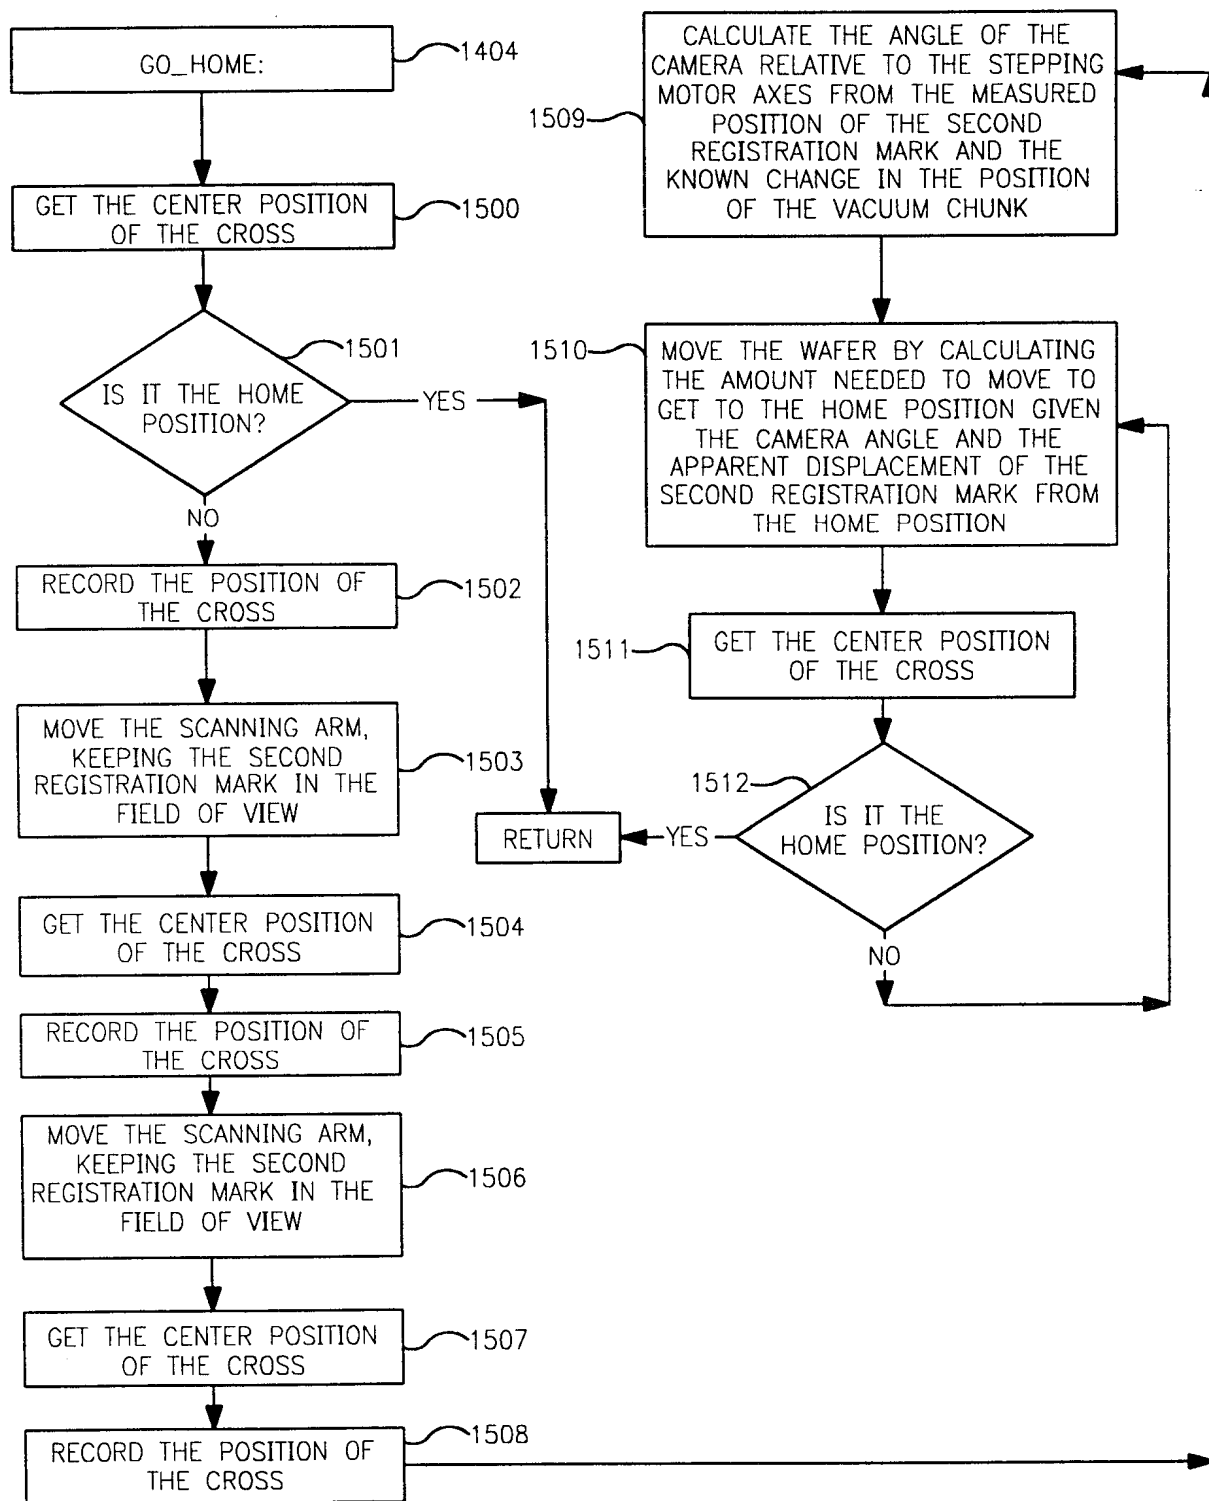 GO_HOME:
1404
GET THE CENTER POSITION
OF THE CROSS
1500
IS IT THE HOME
POSITION?
1501
YES
NO
RECORD THE POSITION OF
THE CROSS
1502
MOVE THE SCANNING ARM,
KEEPING THE SECOND
REGISTRATION MARK IN THE
FIELD OF VIEW
1503
GET THE CENTER POSITION
OF THE CROSS
1504
RECORD THE POSITION OF
THE CROSS
1505
MOVE THE SCANNING ARM,
KEEPING THE SECOND
REGISTRATION MARK IN THE
FIELD OF VIEW
1506
GET THE CENTER POSITION
OF THE CROSS
1507
RECORD THE POSITION OF
THE CROSS
1508
CALCULATE THE ANGLE OF THE
CAMERA RELATIVE TO THE STEPPING
MOTOR AXES FROM THE MEASURED
POSITION OF THE SECOND
REGISTRATION MARK AND THE
KNOWN CHANGE IN THE POSITION
OF THE VACUUM CHUNK
1509
MOVE THE WAFER BY CALCULATING
THE AMOUNT NEEDED TO MOVE TO
GET TO THE HOME POSITION GIVEN
THE CAMERA ANGLE AND THE
APPARENT DISPLACEMENT OF THE
SECOND REGISTRATION MARK FROM
THE HOME POSITION
1510
GET THE CENTER POSITION
OF THE CROSS
1511
IS IT THE
HOME POSITION?
1512
YES
RETURN
NO